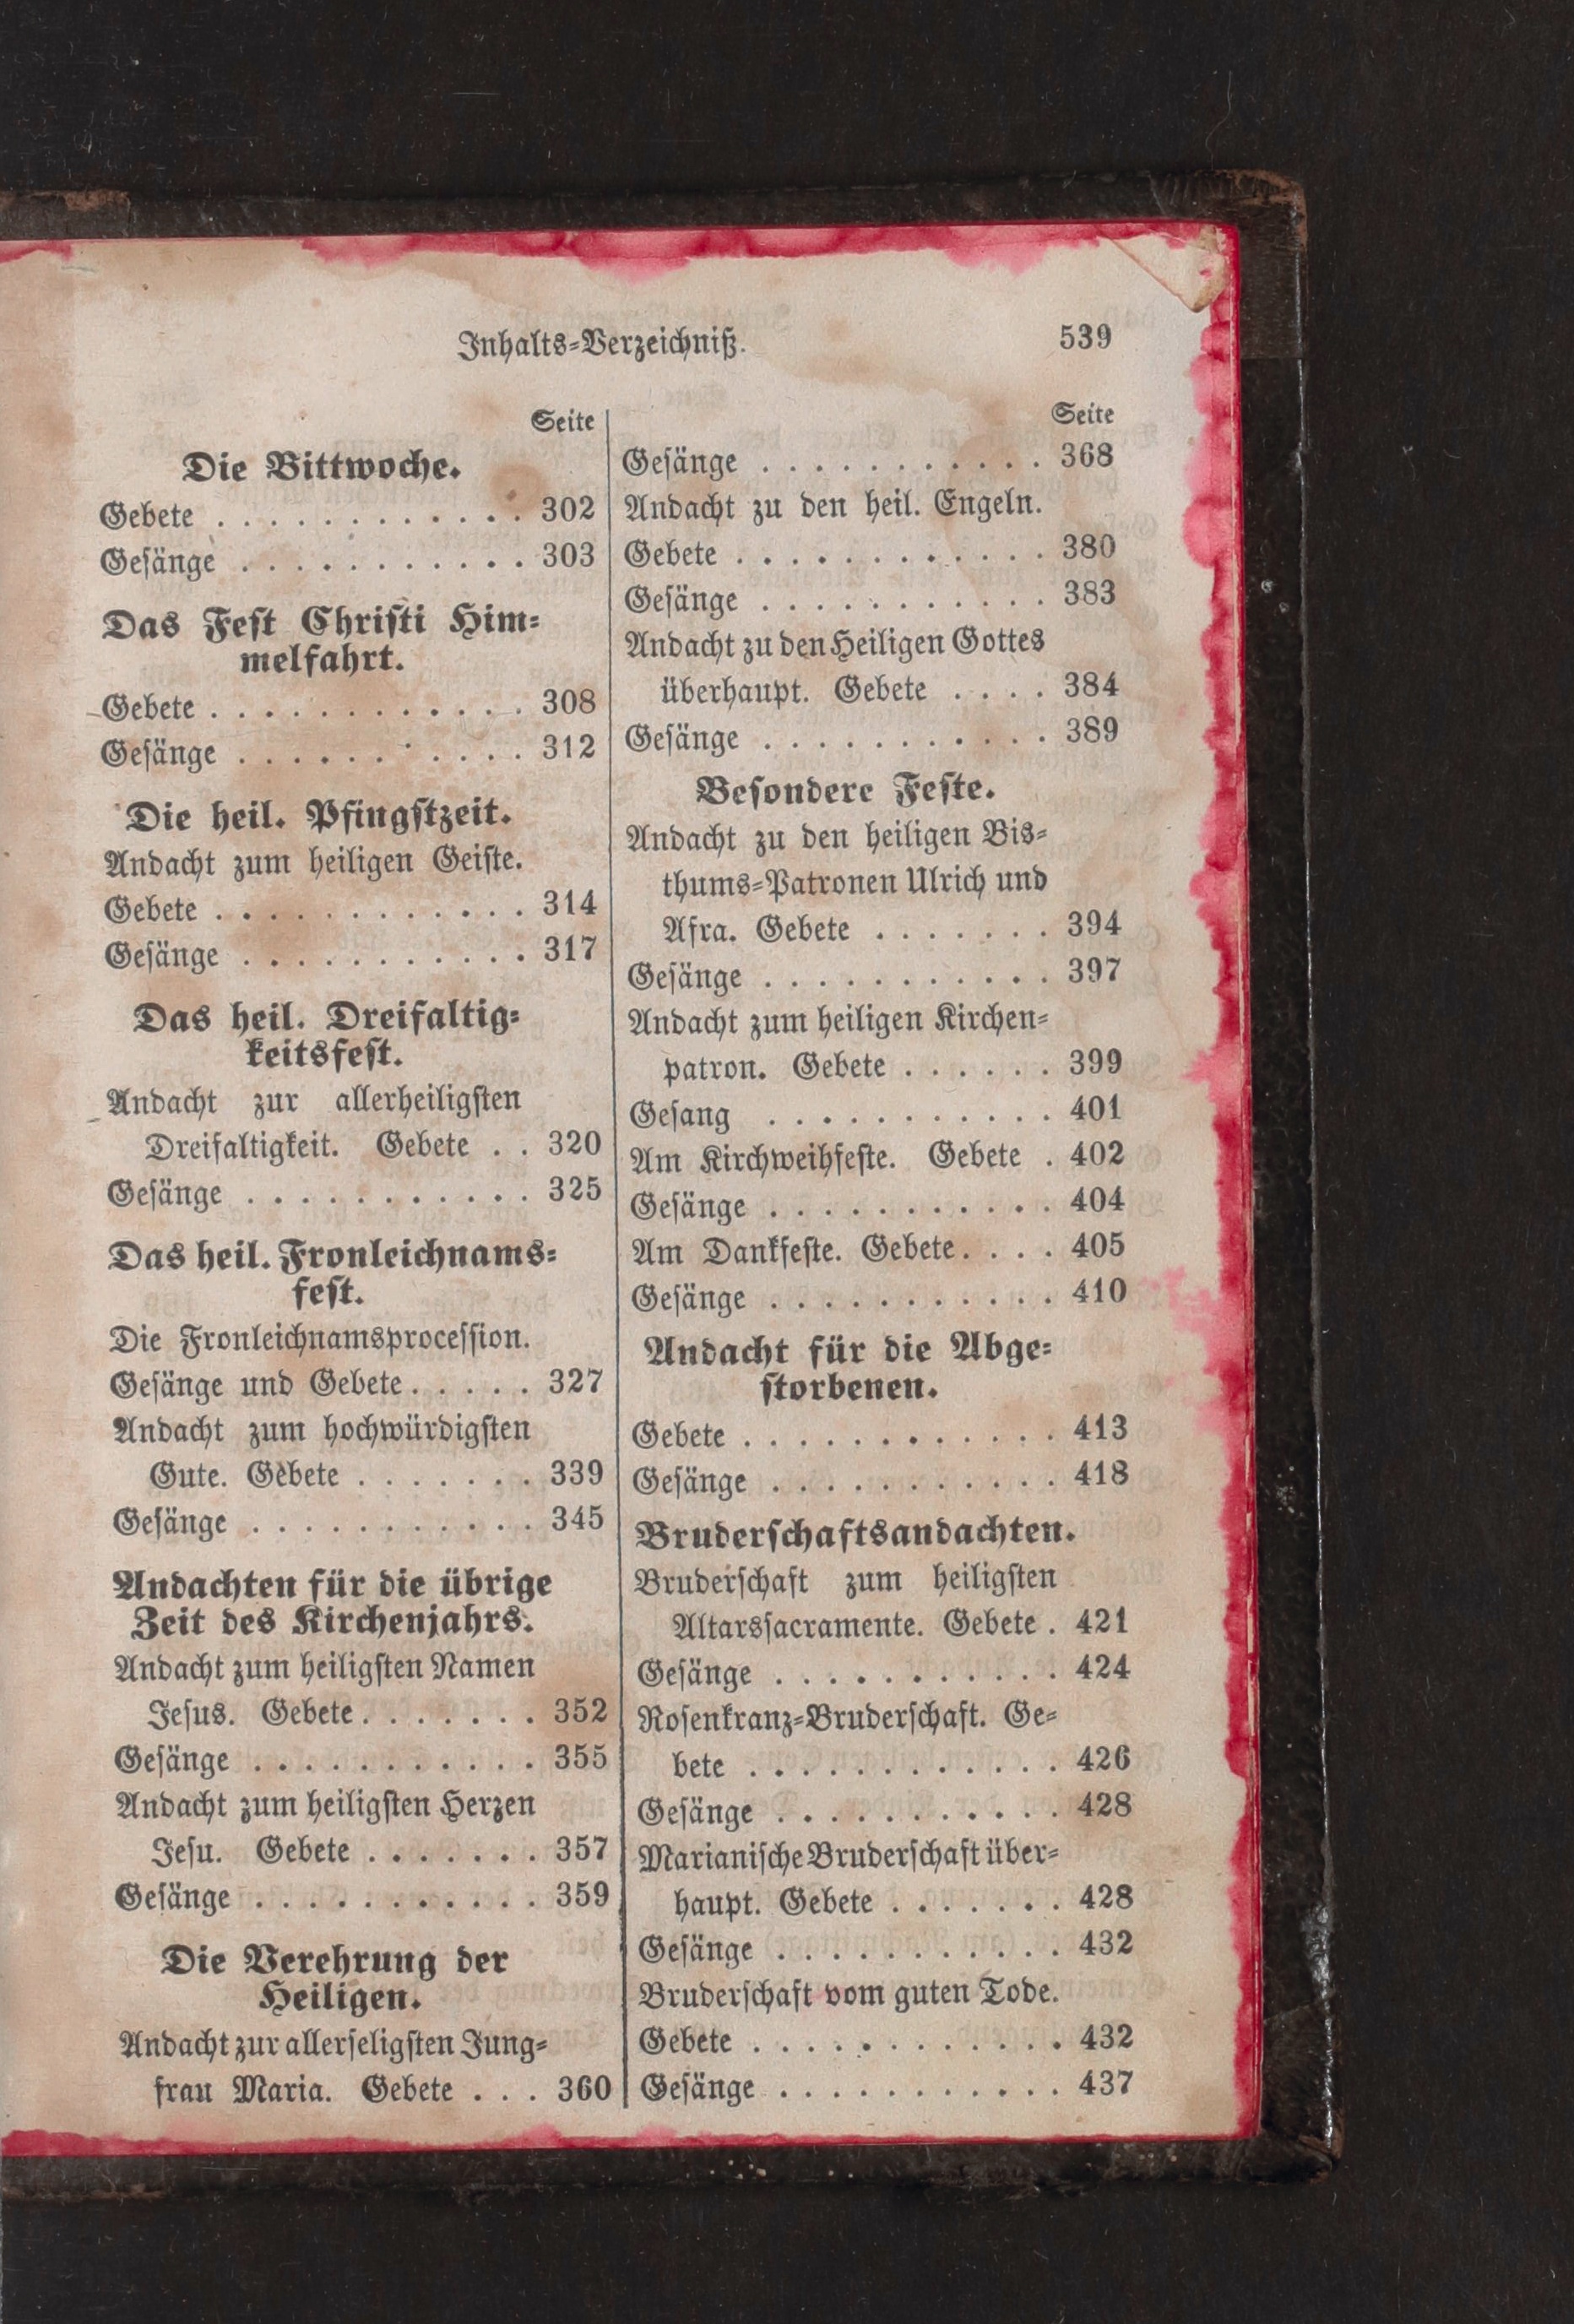 Inhalts-Verzeichniß. 539
Seite
Die Bittwoche.
Gebete . . . . . . . . . . . . 302
Gesänge . . . . . . . . . . . 303
Das Fest Christi Him-
melfahrt.
Gebete . . . . . . . . . . . . 308
Gesänge . . . . . . . . . . 312
Die heil. Pfingstzeit.
Andacht zum heiligen Geiste.
Gebete . . . . . . . . . . . . 314
Gesänge . . . . . . . . . . . 317
Das heil. Dreifaltig-
keitsfest.
Andacht zur allerheiligsten
Dreifaltigkeit. Gebete . . 320
Gesänge . . . . . . . . . . . 325
Das heil. Fronleichnams-
fest.
Die Fronleichnamsprocession.
Gesänge und Gebete . . . . . 327
Andacht zum hochwürdigsten
Gute. Gebete . . . . . . . 339
Gesänge . . . . . . . . . . . 345
Andachten für die übrige
Zeit des Kirchenjahrs.
Andacht zum heiligsten Namen
Jesus. Gebete . . . . . . . 352
Gesänge . . . . . . . . . . . 355
Andacht zum heiligsten Herzen
Jesu. Gebete . . . . . . . 357
Gesänge . . . . . . . . . . . 359
Die Verehrung der
Heiligen.
Andacht zur allerseligsten Jung-
frau Maria. Gebete . . . 360
Seite
Gesänge . . . . . . . . . . . 368
Andacht zu den heil. Engeln.
Gebete . . . . . . . . . . . . 380
Gesänge . . . . . . . . . . . 383
Andacht zu den Heiligen Gottes
überhaupt. Gebete . . . . 384
Gesänge . . . . . . . . . . . 389
Besondere Feste.
Andacht zu den heiligen Bis-
thums-Patronen Ulrich und
Afra. Gebete . . . . . . . 394
Gesänge . . . . . . . . . . . 397
Andacht zum heiligen Kirchen-
patron. Gebete . . . . . . 399
Gesang . . . . . . . . . . . 401
Am Kirchweihfeste. Gebete . 402
Gesänge . . . . . . . . . . . 404
Am Dankfeste. Gebete . . . . 405
Gesänge . . . . . . . . . . . 410
Andacht für die Abge-
storbenen.
Gebete . . . . . . . . . . . . 413
Gesänge . . . . . . . . . . . 418
Bruderschaftsandachten.
Bruderschaft zum heiligsten
Altarssacramente. Gebete . 421
Gesänge . . . . . . . . . . . 424
Rosenkranz-Bruderschaft. Ge-
bete . . . . . . . . . . . . 426
Gesänge . . . . . . . . . . . 428
Marianische Bruderschaft über-
haupt. Gebete . . . . . . . 428
Gesänge . . . . . . . . . . . 432
Bruderschaft vom guten Tode.
Gebete . . . . . . . . . . . . 432
Gesänge . . . . . . . . . . . 437